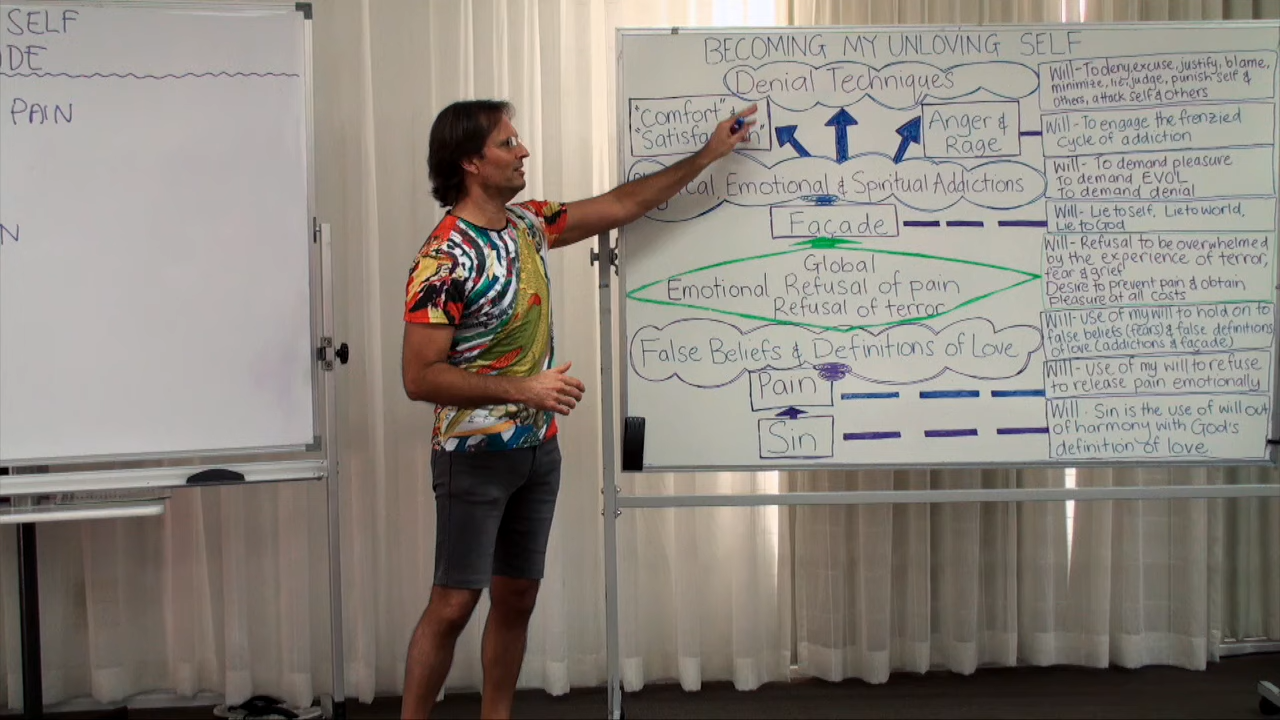 SELF
DE
PAIN
N
BECOMING MY UNLOVING SELF
Denial Techniques
"Comfort" &
"Satisfaction"
Anger &
Rage
Emotional & Spiritual Addictions
Façade
Global
Emotional Refusal of pain
Refusal of terror
False Beliefs & Definitions of Love
Pain
Sin
Will - To deny, excuse, justify, blame,
minimize, lie, judge, punish self &
others, attack self & others
Will - To engage the frenzied
cycle of addiction
Will - To demand pleasure
To demand EVOL
To demand denial
Will - Lie to self, Lie to world,
Lie to God
Will - Refusal to be overwhelmed
by the experience of terror,
fear & grief
Desire to prevent pain & obtain
pleasure at all costs
Will - use of my will to hold on to
false beliefs (fears) & false definitions
of love (addictions & façade)
Will - use of my will to refuse
to release pain emotionally
Will - Sin is the use of will out
of harmony with God's
definition of love